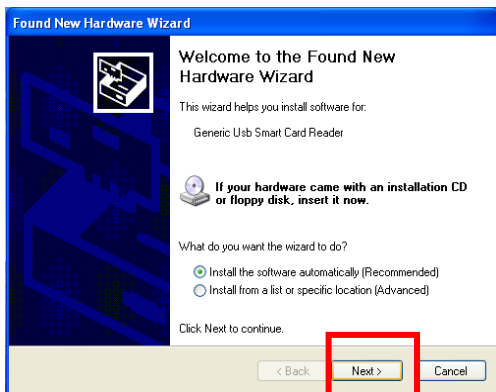 Found New Hardware Wizard
Welcome to the Found New
Hardware Wizard
This wizard helps you install software for:
Generic Usb Smart Card Reader
If your hardware came with an installation CD
or floppy disk, insert it now.
What do you want the wizard to do?
Install the software automatically (Recommended)
Install from a list or specific location (Advanced)
Click Next to continue.
< Back Next > Cancel